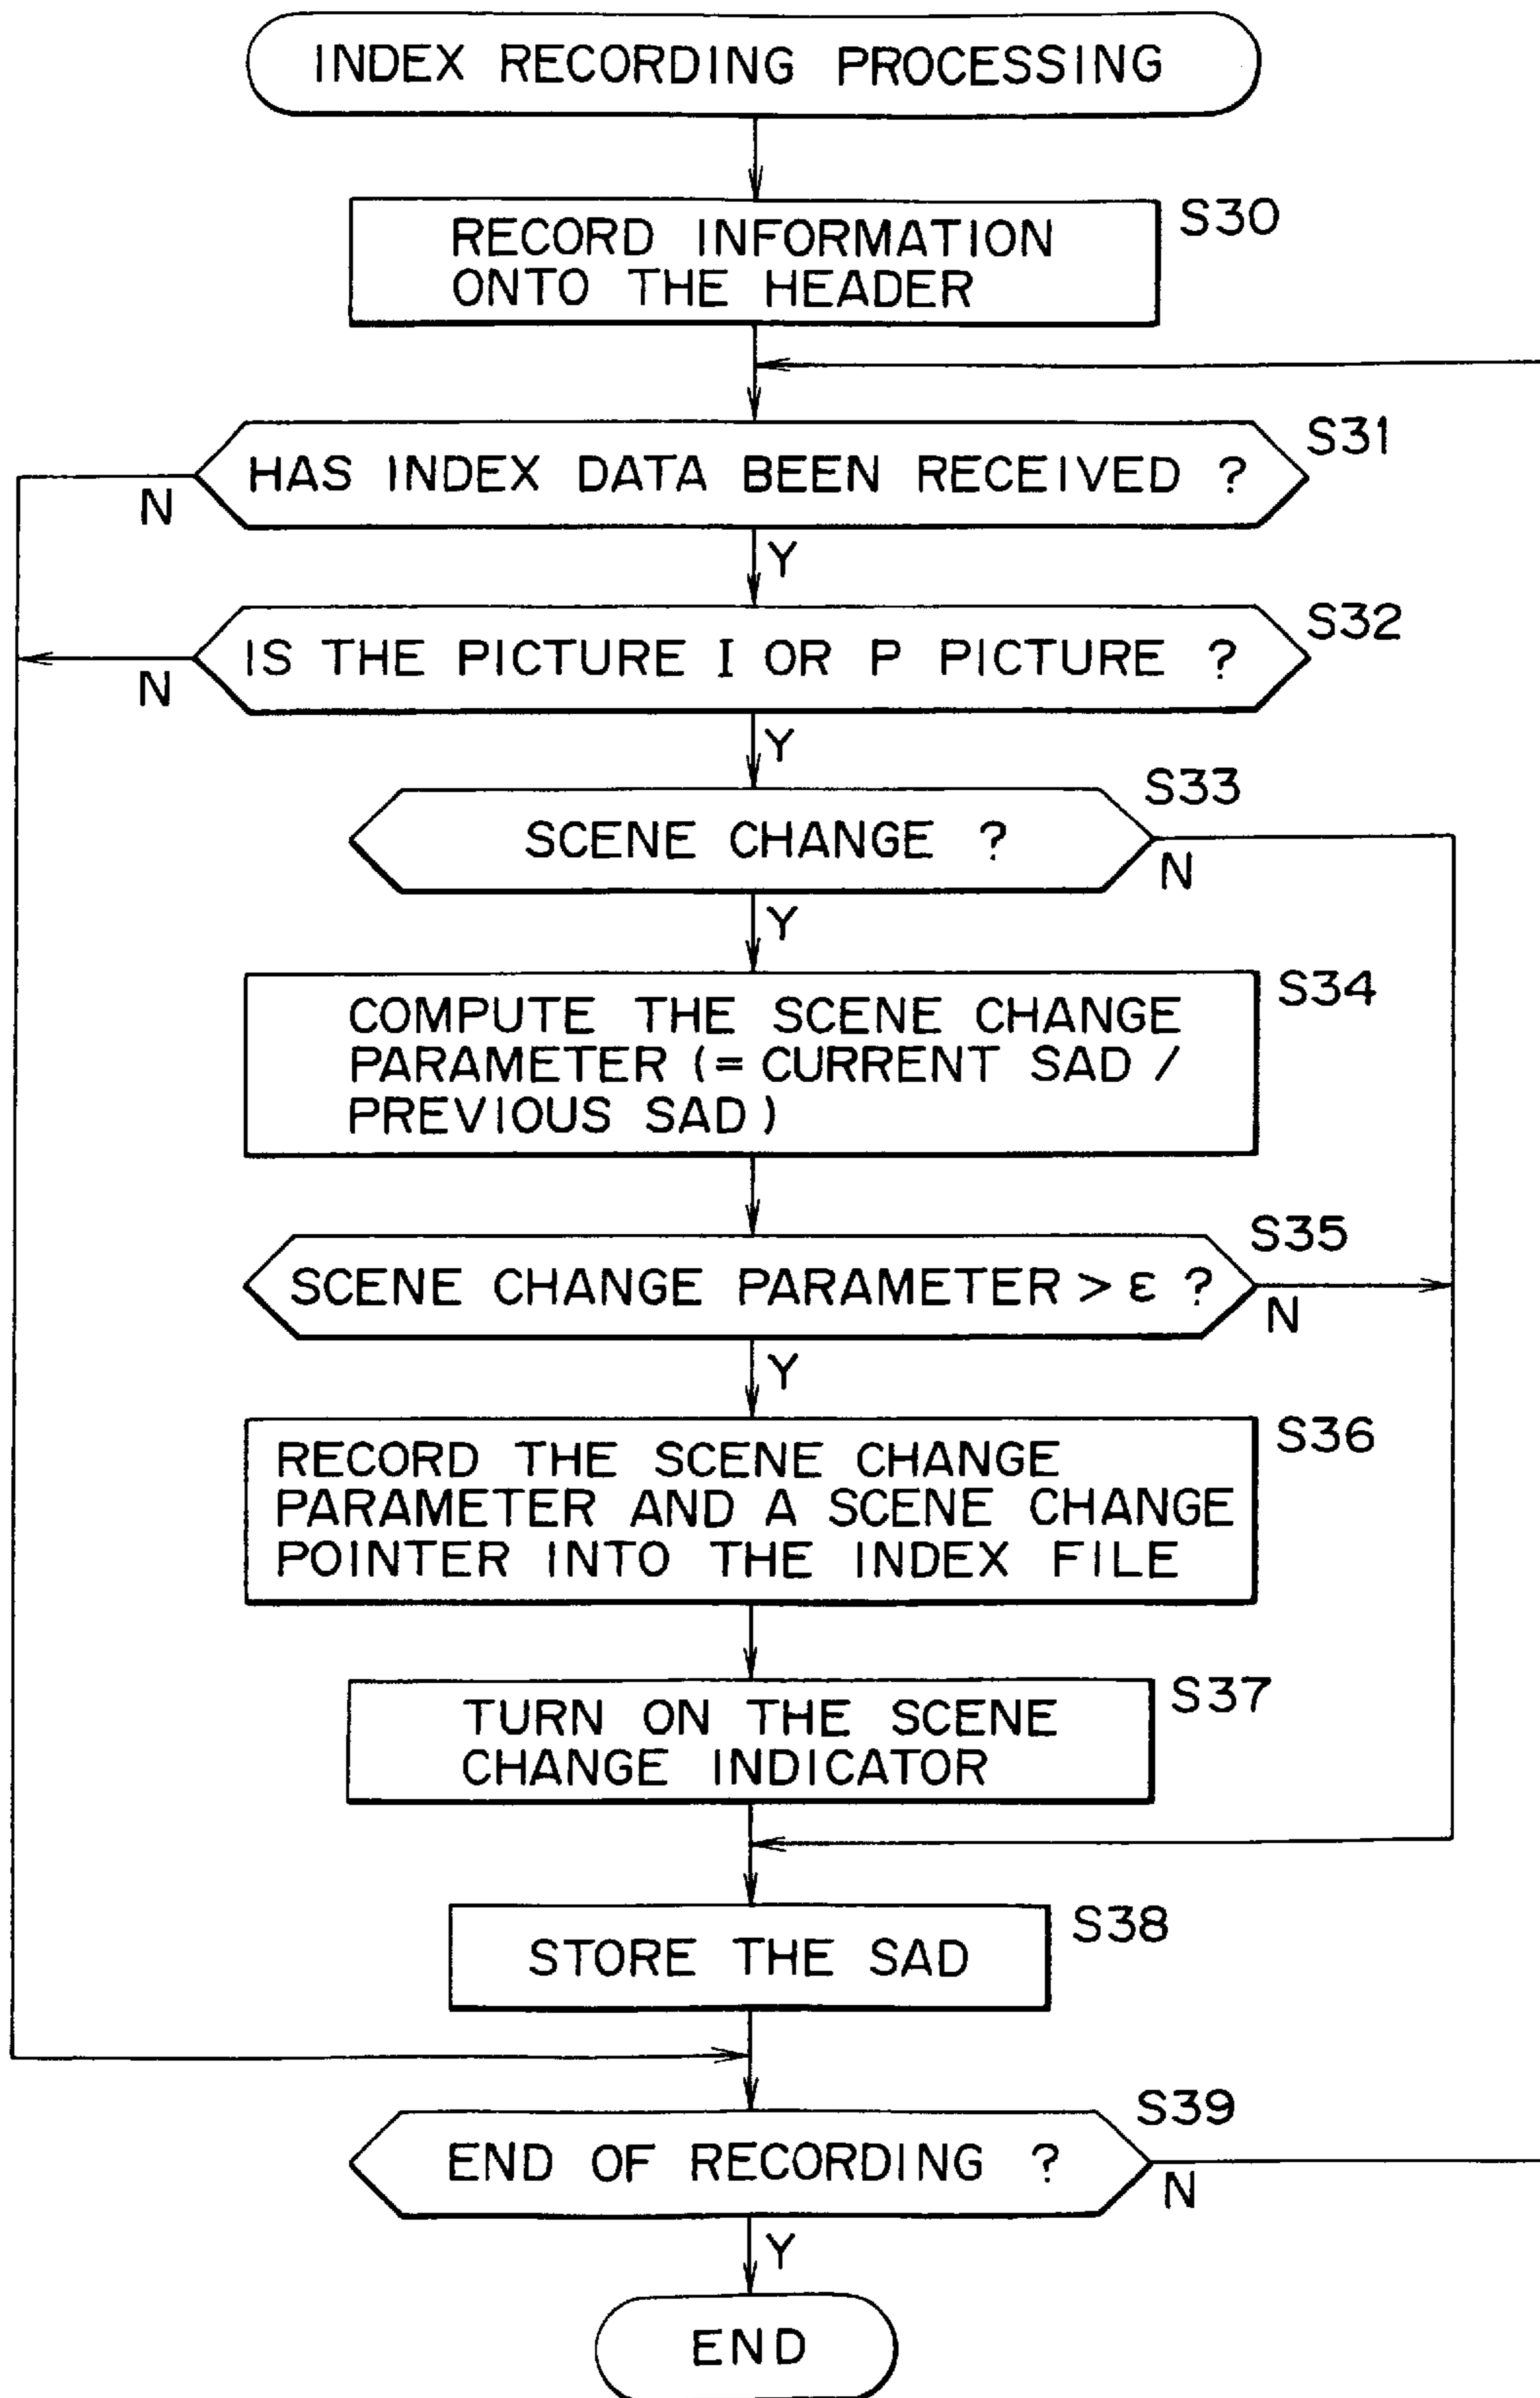 INDEX RECORDING PROCESSING
S30
RECORD INFORMATION
ONTO THE HEADER
S31
HAS INDEX DATA BEEN RECEIVED ?
N
Y
S32
IS THE PICTURE I OR P PICTURE ?
N
Y
S33
SCENE CHANGE ?
N
Y
S34
COMPUTE THE SCENE CHANGE
PARAMETER (= CURRENT SAD /
PREVIOUS SAD)
S35
SCENE CHANGE PARAMETER > ε ?
N
Y
S36
RECORD THE SCENE CHANGE
PARAMETER AND A SCENE CHANGE
POINTER INTO THE INDEX FILE
S37
TURN ON THE SCENE
CHANGE INDICATOR
S38
STORE THE SAD
S39
END OF RECORDING ?
N
Y
END